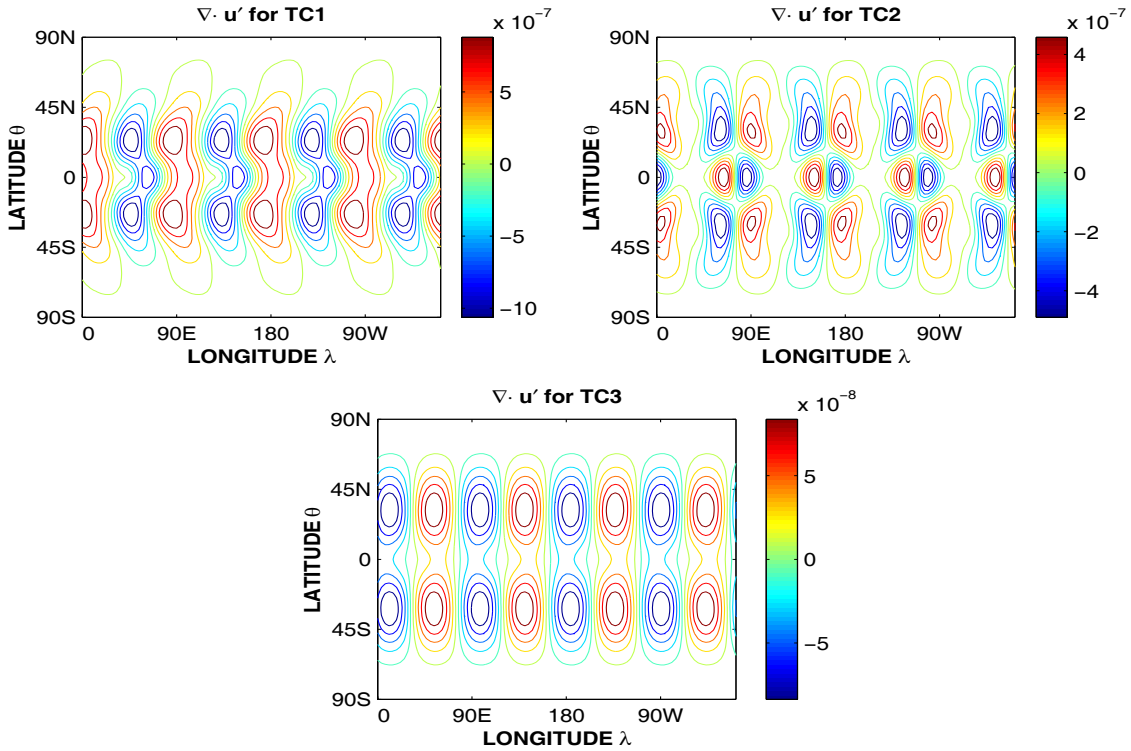 ∇· u′ for TC1
x 10⁻⁷
90N
45N
0
45S
90S
LATITUDE θ
0
90E
180
90W
LONGITUDE λ
5
0
−5
−10
∇· u′ for TC2
x 10⁻⁷
90N
45N
0
45S
90S
LATITUDE θ
0
90E
180
90W
LONGITUDE λ
4
2
0
−2
−4
∇· u′ for TC3
x 10⁻⁸
90N
45N
0
45S
90S
LATITUDE θ
0
90E
180
90W
LONGITUDE λ
5
0
−5